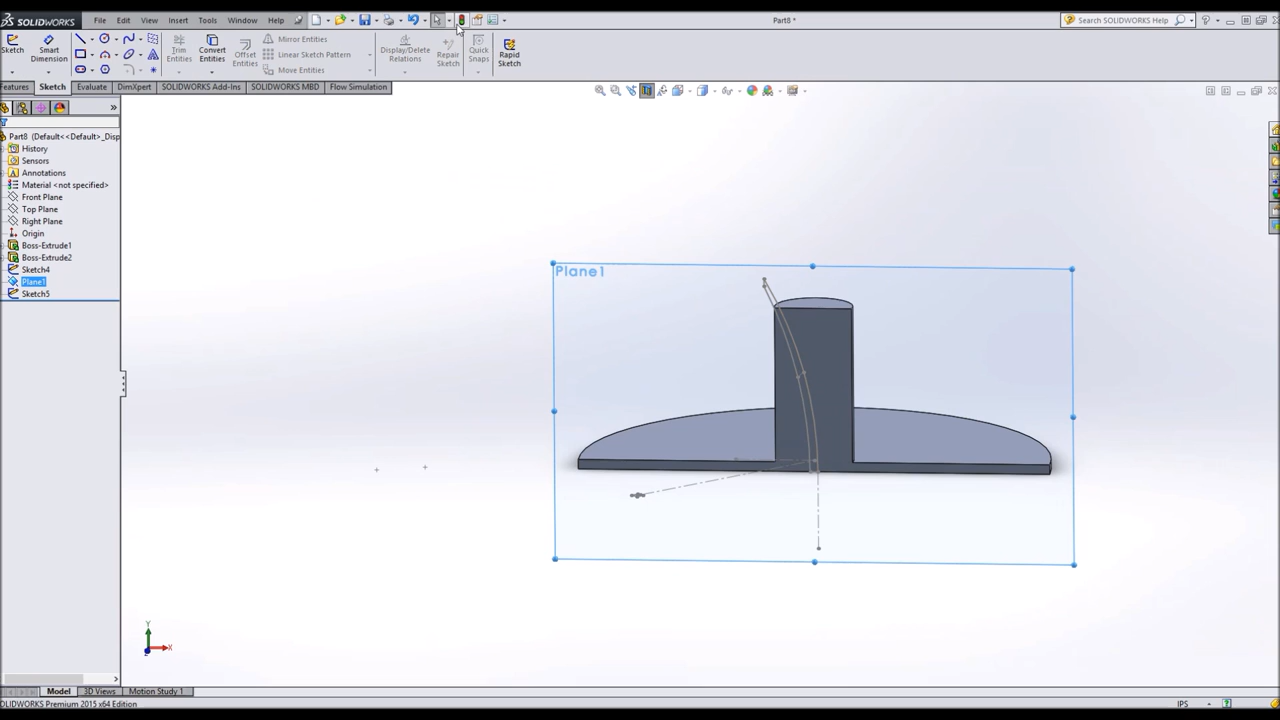 SOLIDWORKS File Edit View Insert Tools Window Help Part8 * Search SOLIDWORKS Help
Sketch Smart Dimension Trim Entities Convert Entities Offset Entities Mirror Entities Linear Sketch Pattern Move Entities Display/Delete Relations Repair Sketch Quick Snaps Rapid Sketch
Features Sketch Evaluate DimXpert SOLIDWORKS Add-Ins SOLIDWORKS MBD Flow Simulation
Part8 (Default<<Default>_Disp
History
Sensors
Annotations
Material <not specified>
Front Plane
Top Plane
Right Plane
Origin
Boss-Extrude1
Boss-Extrude2
Sketch4
Plane1
Sketch5
Plane1
Y
X
Model 3D Views Motion Study 1
SOLIDWORKS Premium 2015 x64 Edition IPS